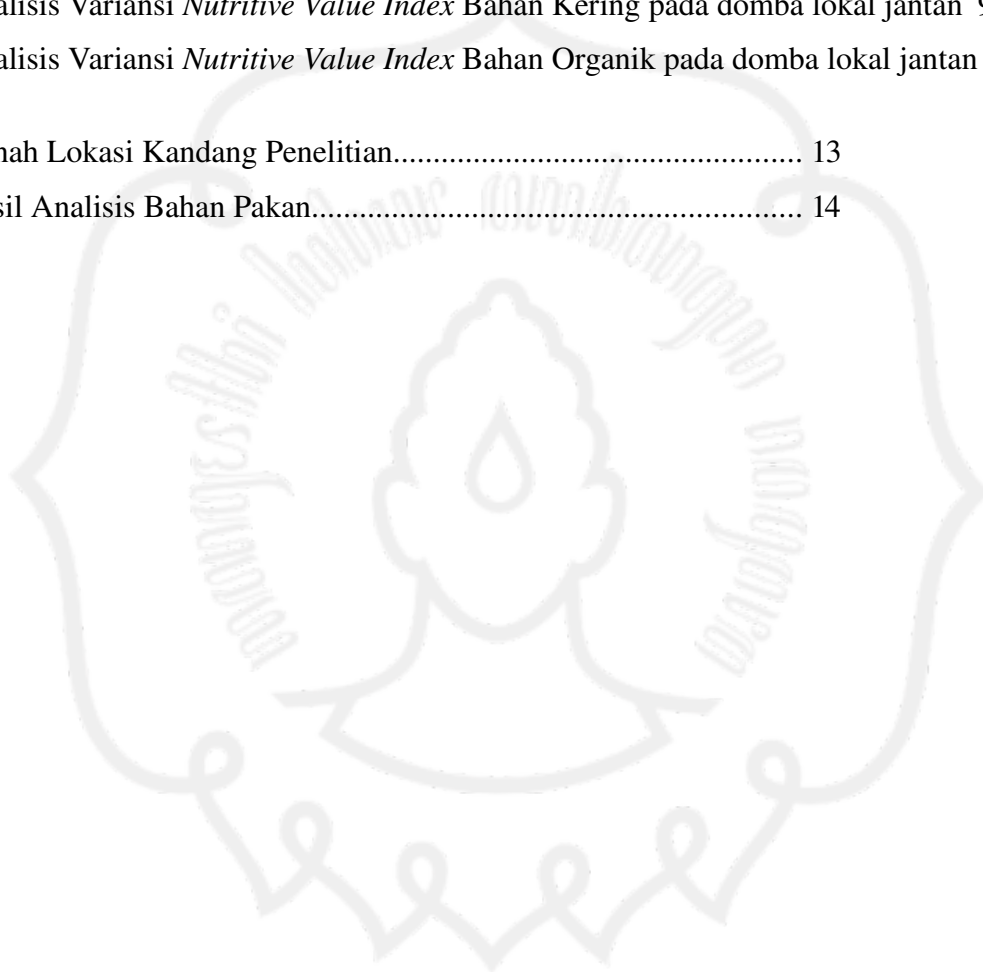 alisis Variansi Nutritive Value Index Bahan Kering pada domba lokal jantan 9
alisis Variansi Nutritive Value Index Bahan Organik pada domba lokal jantan
nah Lokasi Kandang Penelitian............................................... 13
sil Analisis Bahan Pakan.................................................... 14